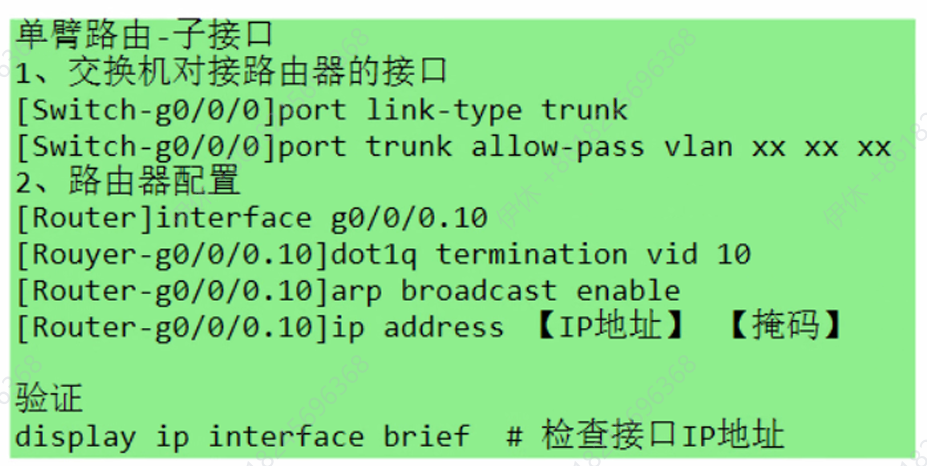 单臂路由-子接口
1、交换机对接路由器的接口
[Switch-g0/0/0]port link-type trunk
[Switch-g0/0/0]port trunk allow-pass vlan xx xx xx
2、路由器配置
[Router]interface g0/0/0.10
[Rouyer-g0/0/0.10]dot1q termination vid 10
[Router-g0/0/0.10]arp broadcast enable
[Router-g0/0/0.10]ip address 【IP地址】 【掩码】
验证
display ip interface brief # 检查接口IP地址